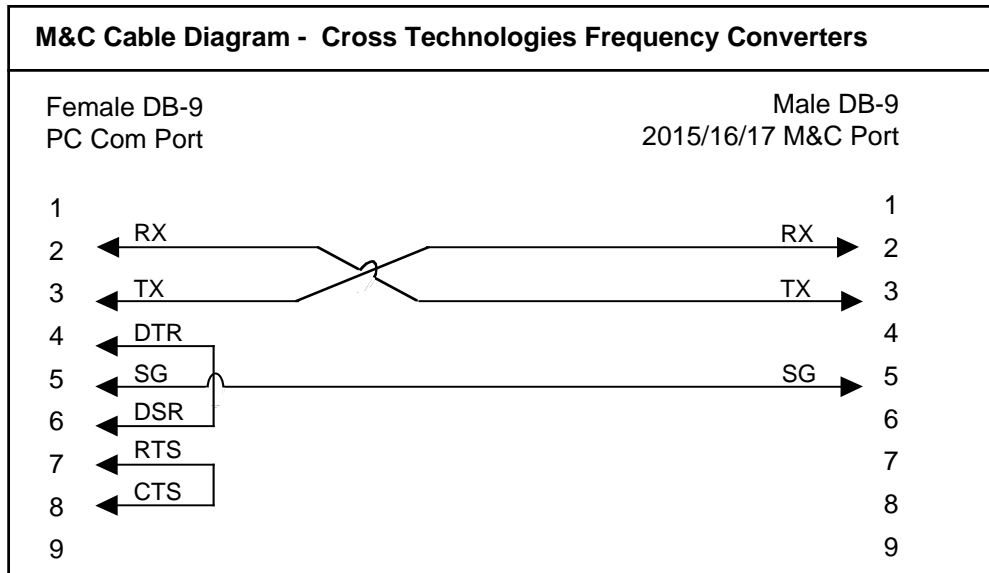 M&C Cable Diagram - Cross Technologies Frequency Converters
Female DB-9
PC Com Port
Male DB-9
2015/16/17 M&C Port
1 1
2 RX RX 2
3 TX TX 3
4 DTR 4
5 SG SG 5
6 DSR 6
7 RTS 7
8 CTS 8
9 9